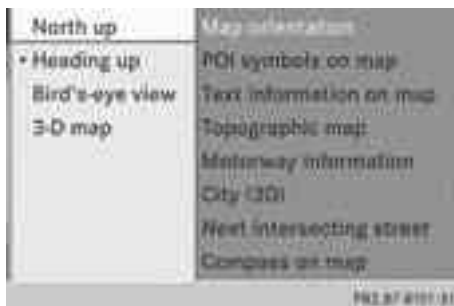 North up
• Heading up
Bird's-eye view
3-D map
Map orientation
POI symbols on map
Text information on map
Topographic map
Motorway information
City (3D)
Next intersecting street
Compass on map